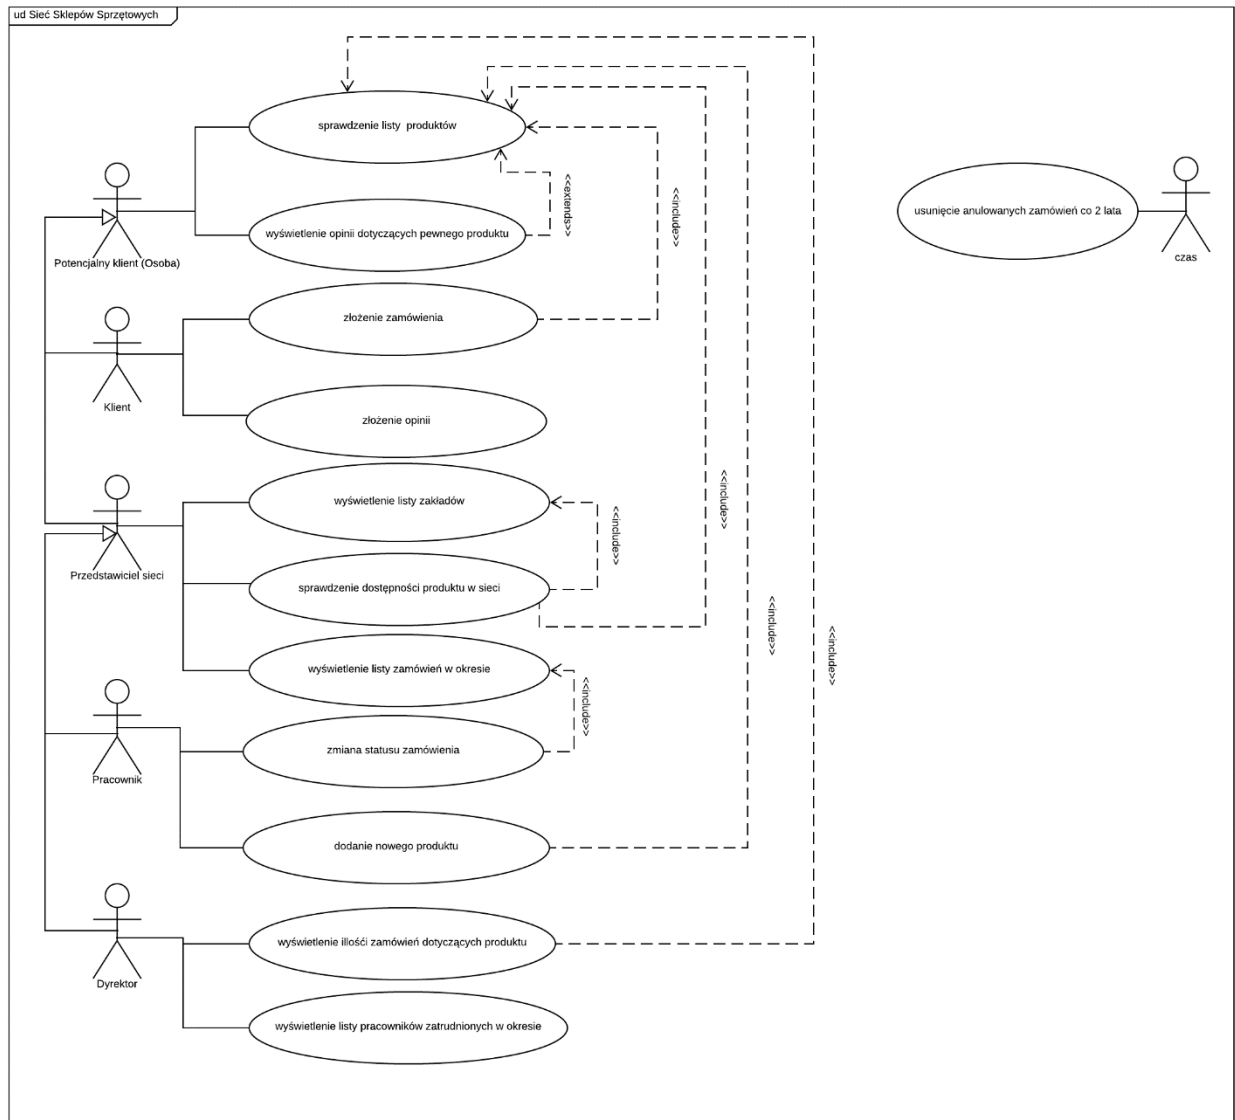 ud Sieć Sklepów Sprzętowych
sprawdzenie listy produktów
<<extends>>
<<include>>
wyświetlenie opinii dotyczących pewnego produktu
usunięcie anulowanych zamówień co 2 lata
czas
Potencjalny klient (Osoba)
złożenie zamówienia
Klient
złożenie opinii
wyświetlenie listy zakładów
<<include>>
<<include>>
Przedstawiciel sieci
sprawdzenie dostępności produktu w sieci
<<include>>
<<include>>
wyświetlenie listy zamówień w okresie
<<include>>
zmiana statusu zamówienia
Pracownik
dodanie nowego produktu
wyświetlenie illośći zamówień dotyczących produktu
Dyrektor
wyświetlenie listy pracowników zatrudnionych w okresie